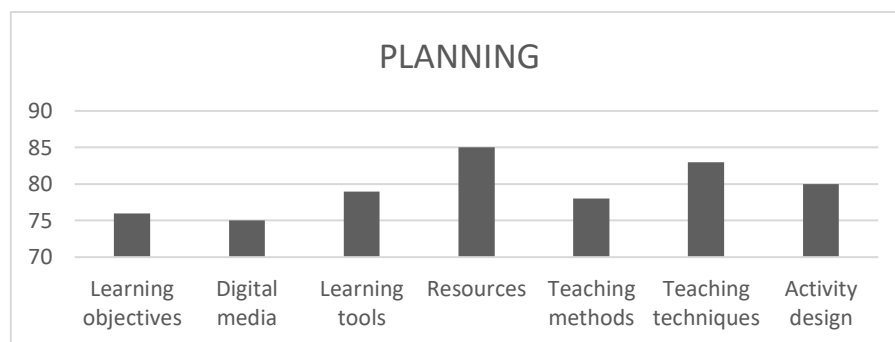 PLANNING
90
85
80
75
70
Learning objectives
Digital media
Learning tools
Resources
Teaching methods
Teaching techniques
Activity design